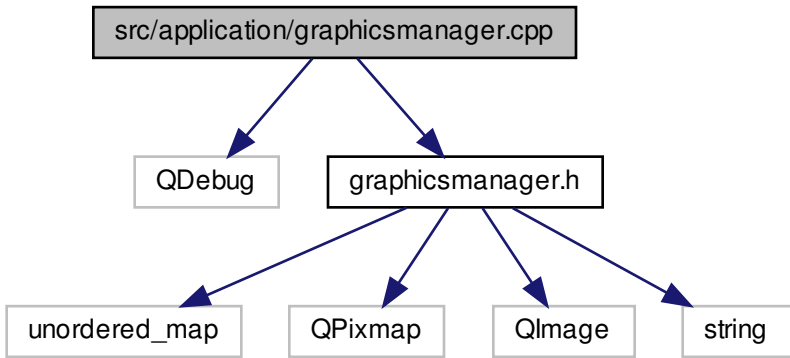 src/application/graphicsmanager.cpp
QDebug
graphicsmanager.h
unordered_map
QPixmap
QImage
string